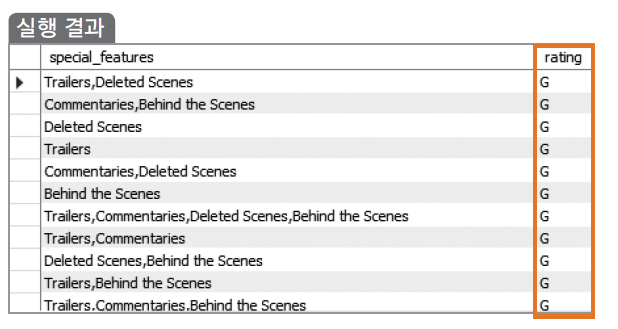 실행 결과
special_features rating
Trailers,Deleted Scenes G
Commentaries,Behind the Scenes G
Deleted Scenes G
Trailers G
Commentaries,Deleted Scenes G
Behind the Scenes G
Trailers,Commentaries,Deleted Scenes,Behind the Scenes G
Trailers,Commentaries G
Deleted Scenes,Behind the Scenes G
Trailers,Behind the Scenes G
Trailers,Commentaries,Behind the Scenes G